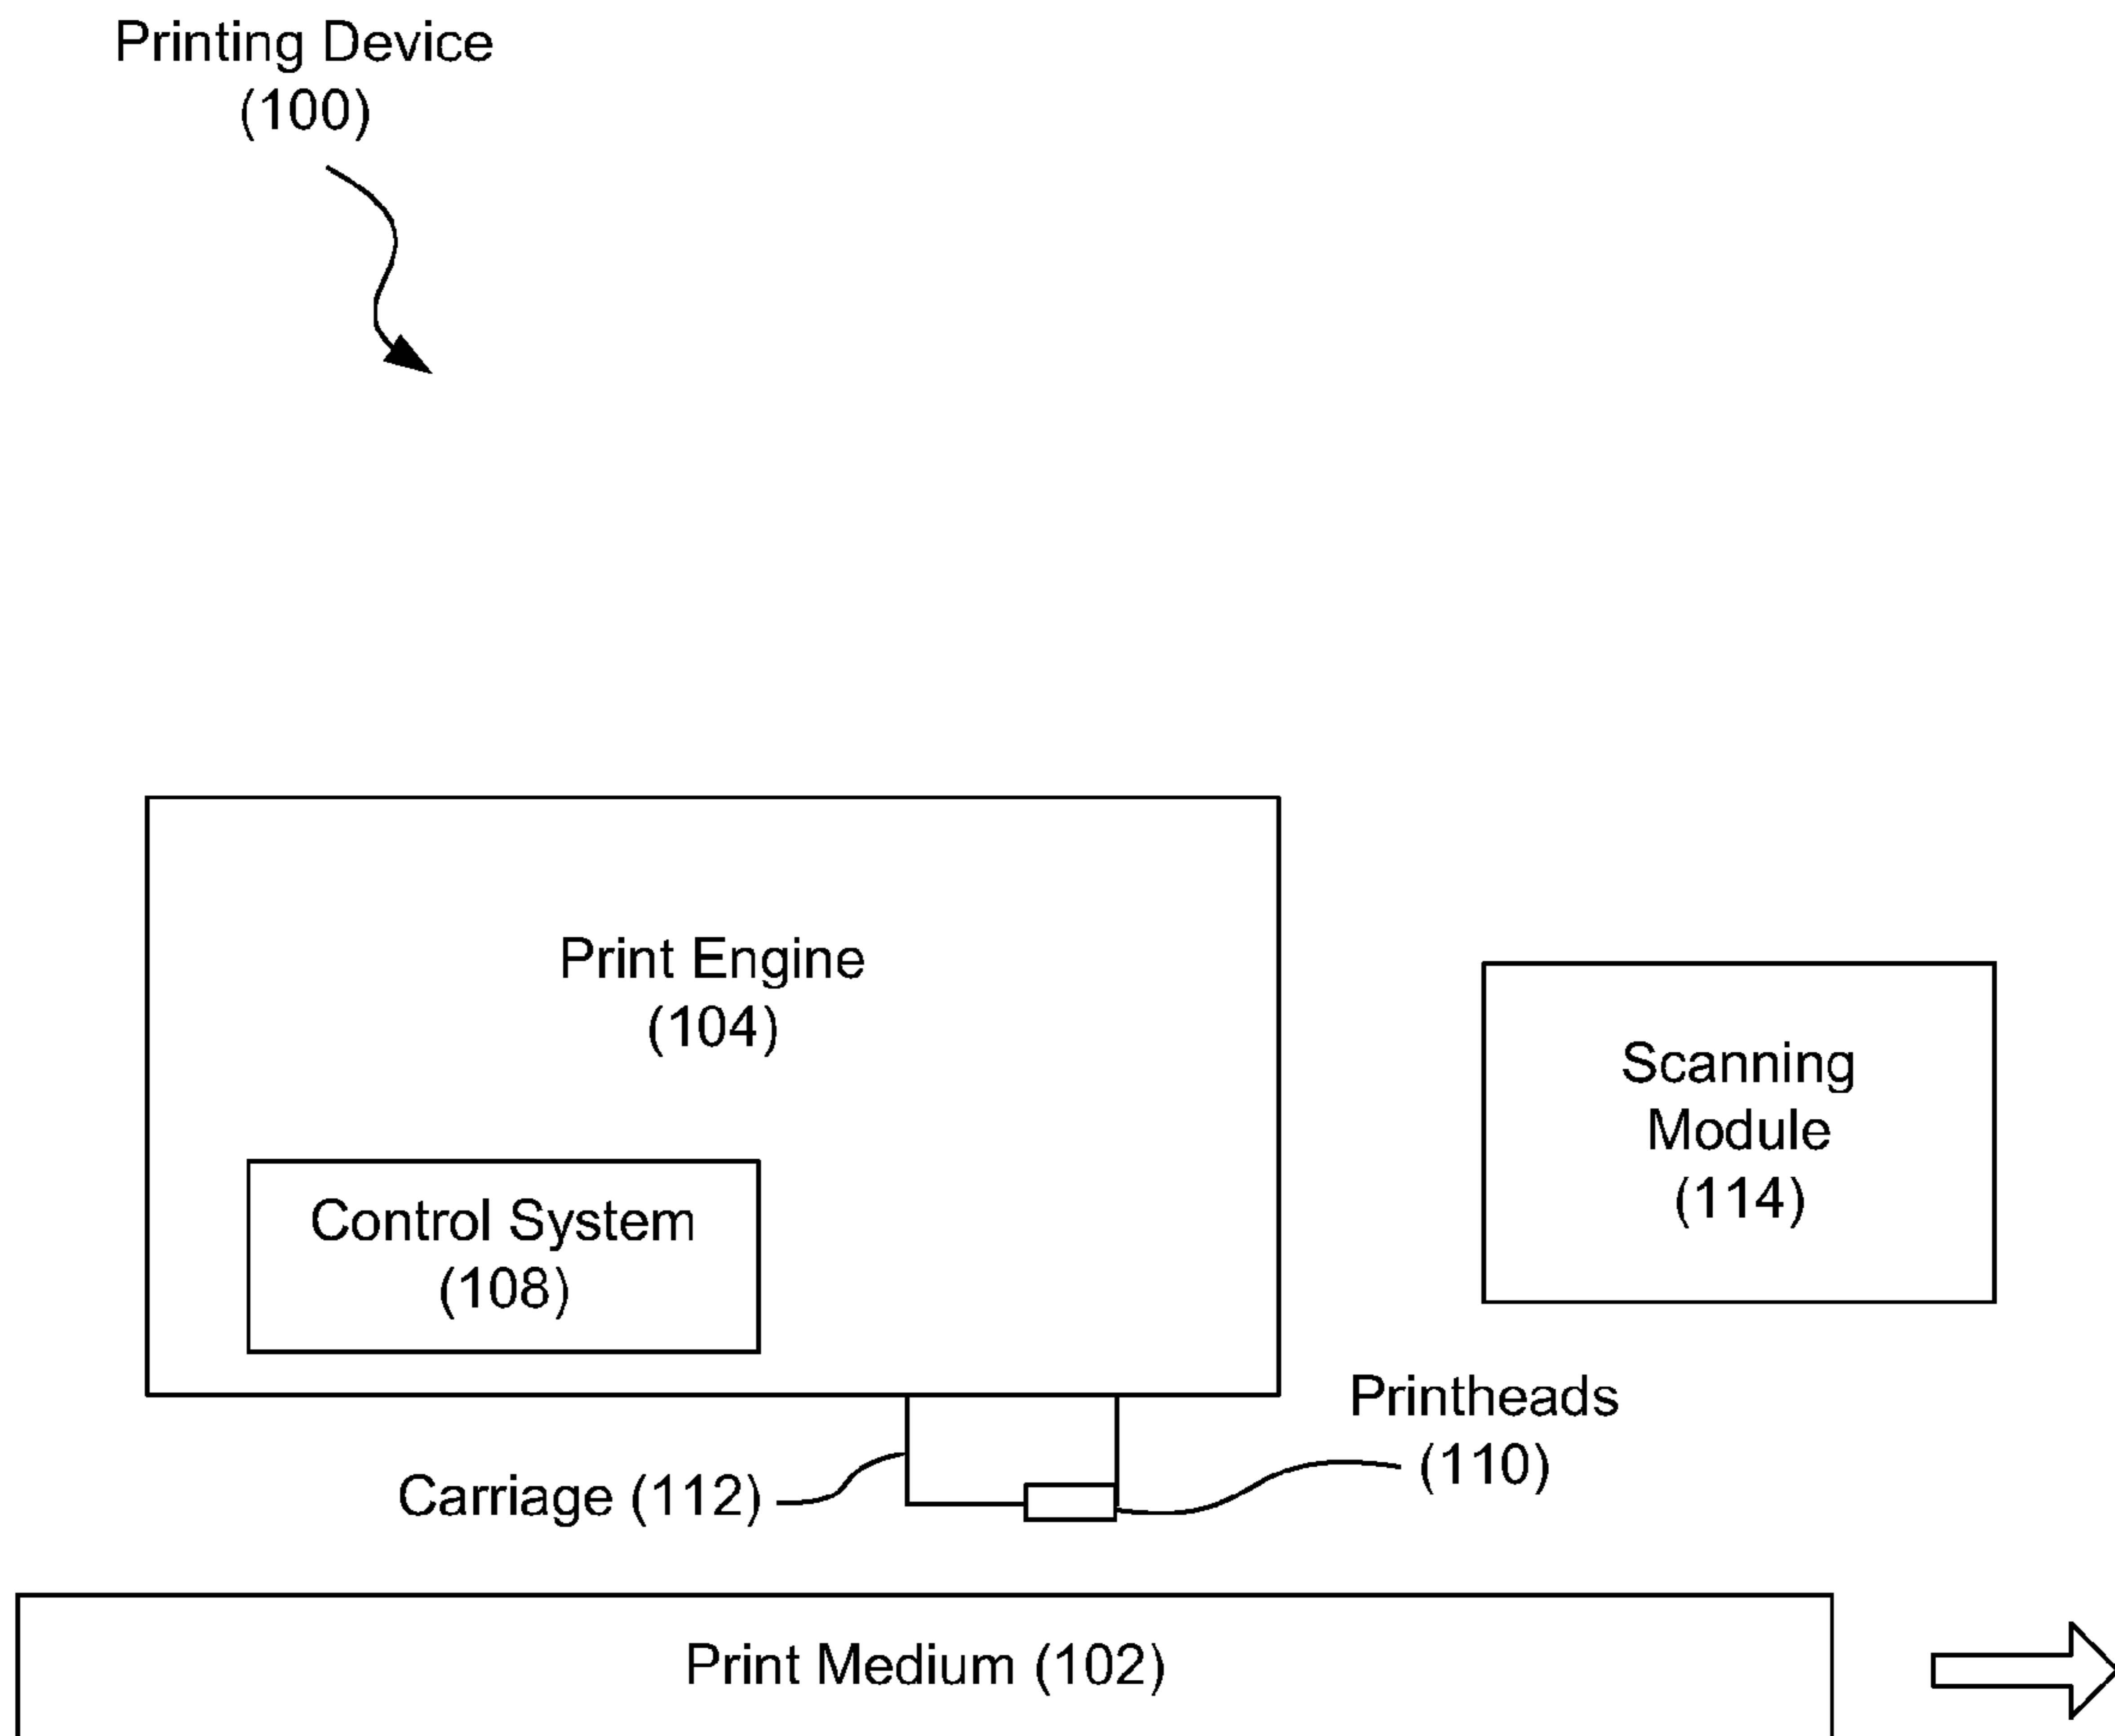 Printing Device
(100)
Print Engine
(104)
Scanning
Module
(114)
Control System
(108)
Printheads
(110)
Carriage (112)
Print Medium (102)